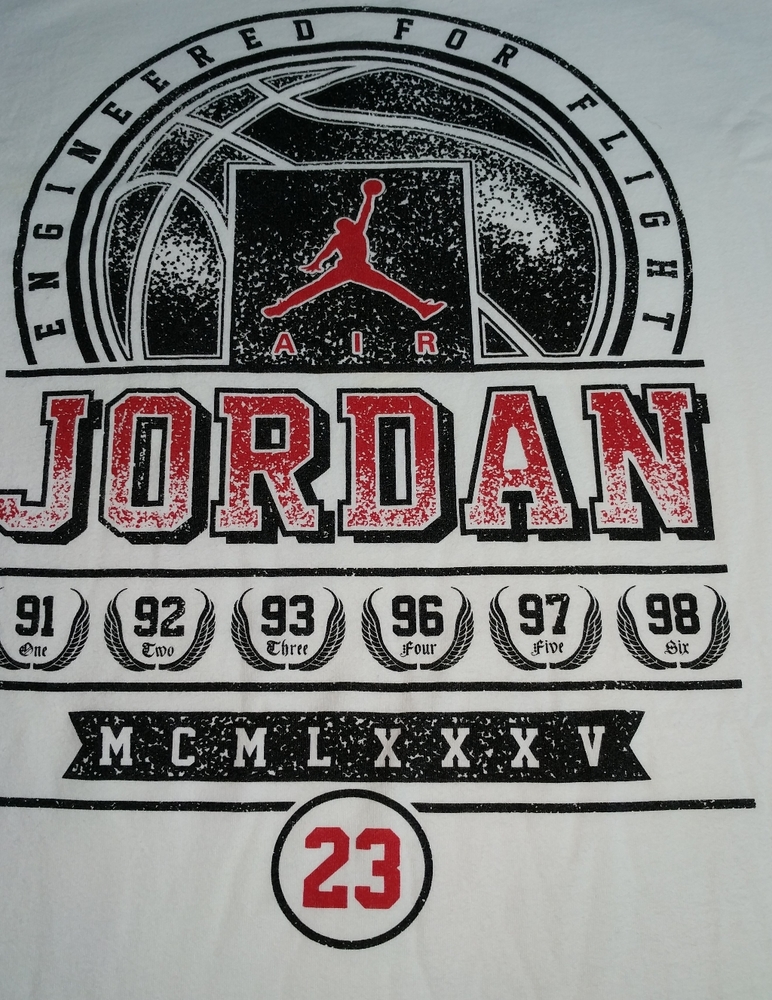 ENGINEERED FOR FLIGHT
AIR
JORDAN
91 92 93 96 97 98
One Two Three Four Five Six
MCMLXXXV
23